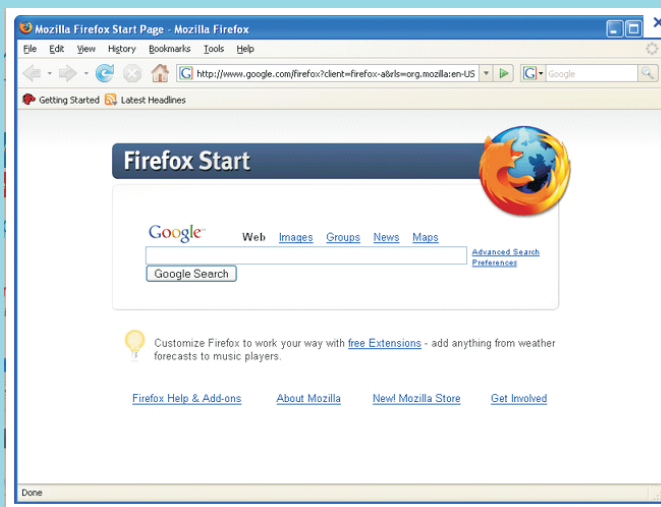 Mozilla Firefox Start Page - Mozilla Firefox
File Edit View History Bookmarks Tools Help
G http://www.google.com/firefox?client=firefox-a&rls=org.mozilla:en-US G Google
Getting Started Latest Headlines
Firefox Start
Google Web Images Groups News Maps
Advanced Search
Preferences
Google Search
Customize Firefox to work your way with free Extensions - add anything from weather
forecasts to music players.
Firefox Help & Add-ons About Mozilla New! Mozilla Store Get Involved
Done